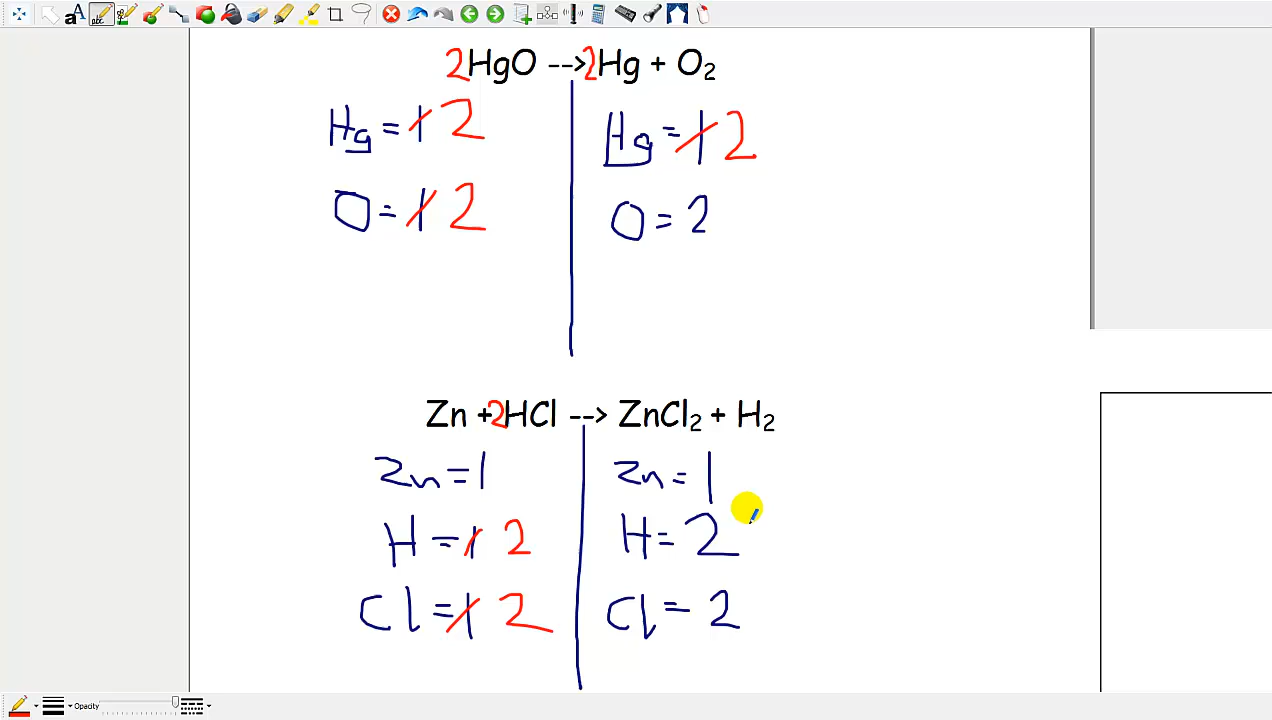 2HgO --> 2Hg + O₂
Hg = 1 2
Hg = 1 2
O = 1 2
O = 2
Zn + 2HCl --> ZnCl₂ + H₂
Zn = 1
Zn = 1
H = 1 2
H = 2
Cl = 1 2
Cl = 2
Opacity